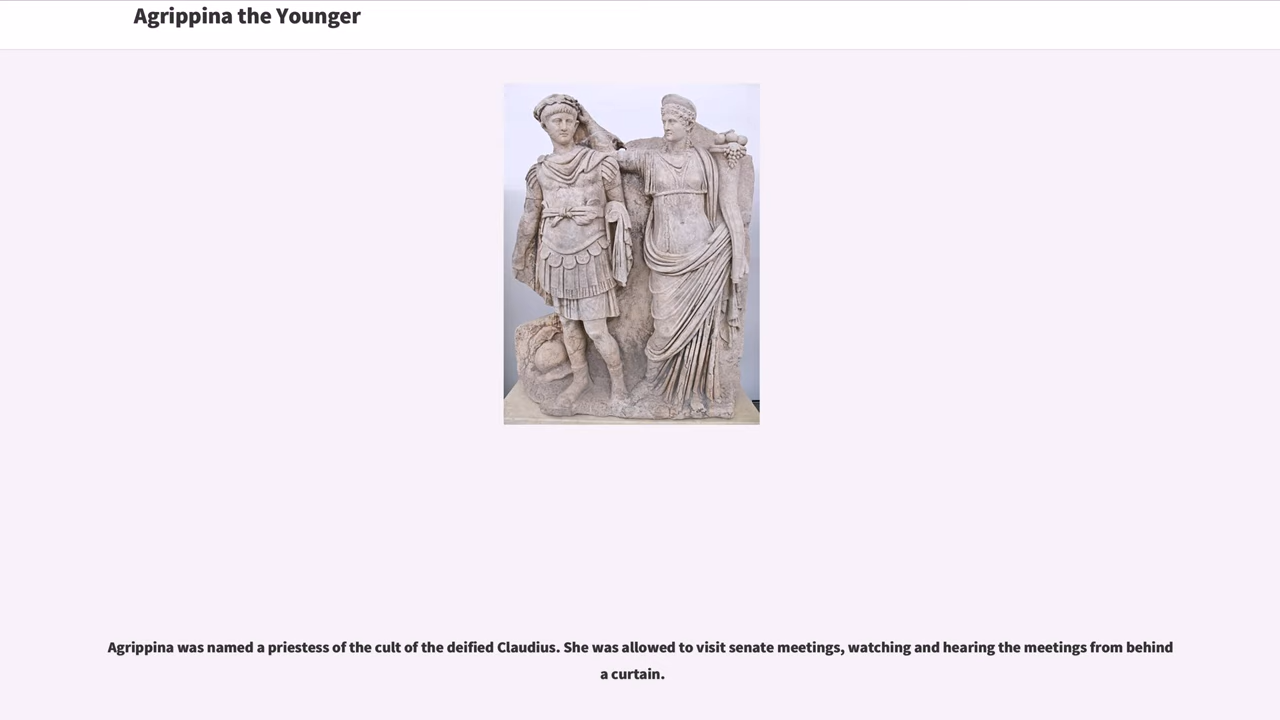 Agrippina the Younger
Agrippina was named a priestess of the cult of the deified Claudius. She was allowed to visit senate meetings, watching and hearing the meetings from behind
a curtain.